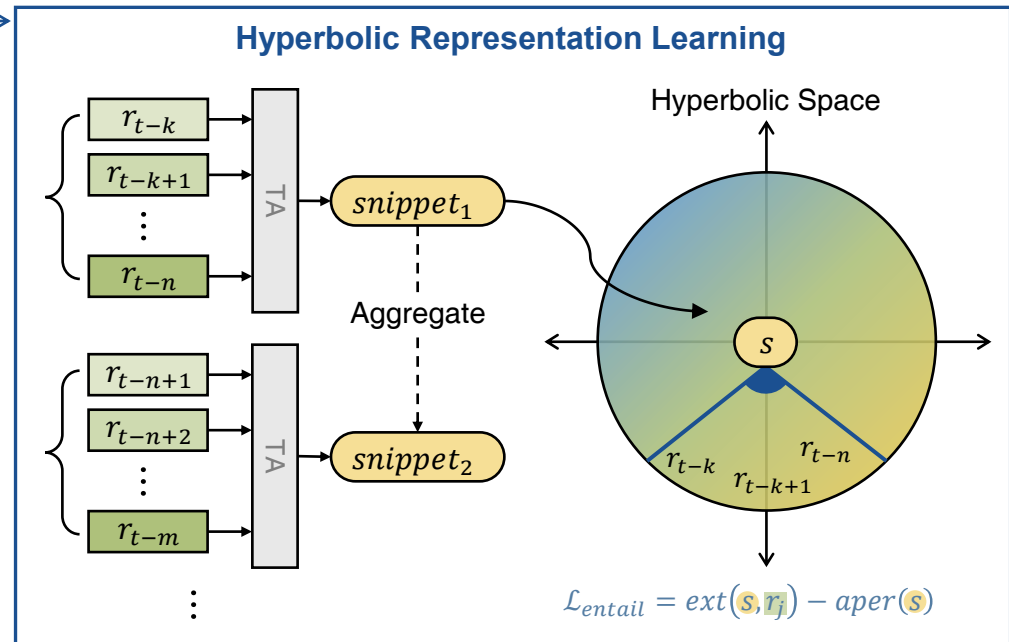 Hyperbolic Representation Learning
r_{t−k}
r_{t−k+1}
⋮
r_{t−n}
TA
snippet_1
Aggregate
r_{t−n+1}
r_{t−n+2}
⋮
r_{t−m}
TA
snippet_2
⋮
Hyperbolic Space
s
r_{t−k}
r_{t−k+1}
r_{t−n}
ℒ_{entail} = ext(s,r_j) − aper(s)